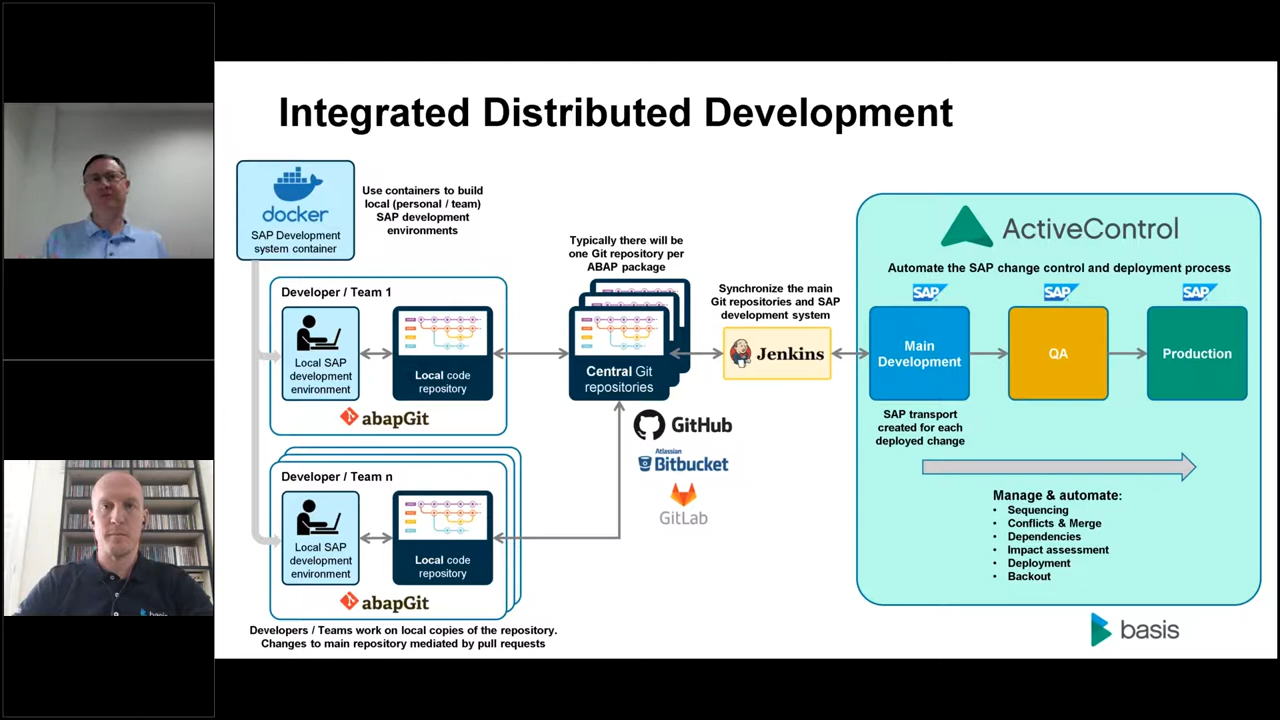 Integrated Distributed Development
docker
SAP Development
system container
Use containers to build
local (personal / team)
SAP development
environments
Developer / Team 1
Local SAP
development
environment
Local code
repository
abapGit
Developer / Team n
Local SAP
development
environment
Local code
repository
abapGit
Developers / Teams work on local copies of the repository.
Changes to main repository mediated by pull requests
Typically there will be
one Git repository per
ABAP package
Central Git
repositories
GitHub
Atlassian
Bitbucket
GitLab
Synchronize the main
Git repositories and SAP
development system
Jenkins
ActiveControl
Automate the SAP change control and deployment process
SAP
SAP
SAP
Main
Development
QA
Production
SAP transport
created for each
deployed change
Manage & automate:
• Sequencing
• Conflicts & Merge
• Dependencies
• Impact assessment
• Deployment
• Backout
basis
basis